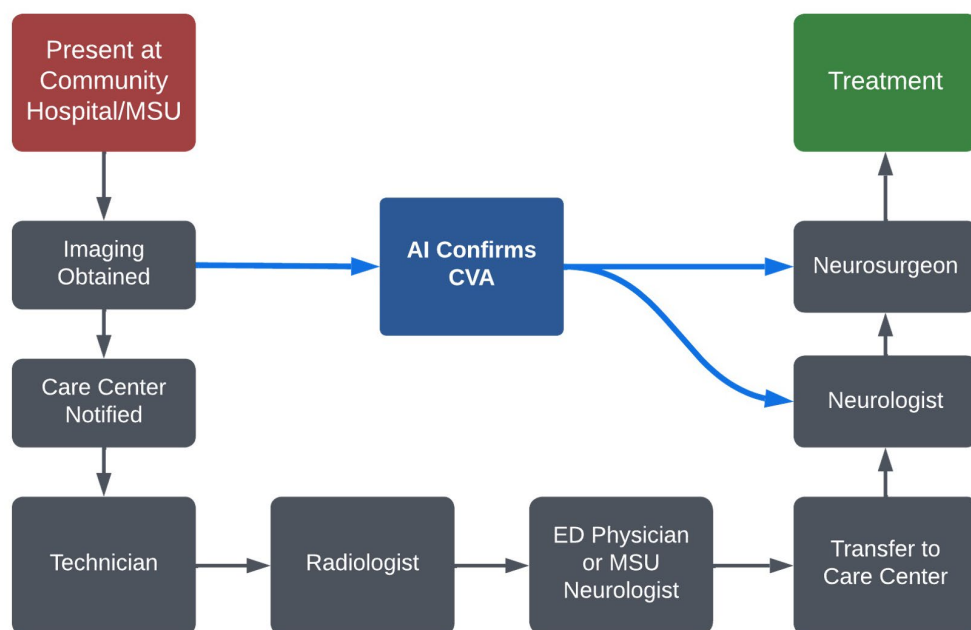 Present at
Community
Hospital/MSU
Treatment
Imaging
Obtained
AI Confirms
CVA
Neurosurgeon
Care Center
Notified
Neurologist
Technician
Radiologist
ED Physician
or MSU
Neurologist
Transfer to
Care Center